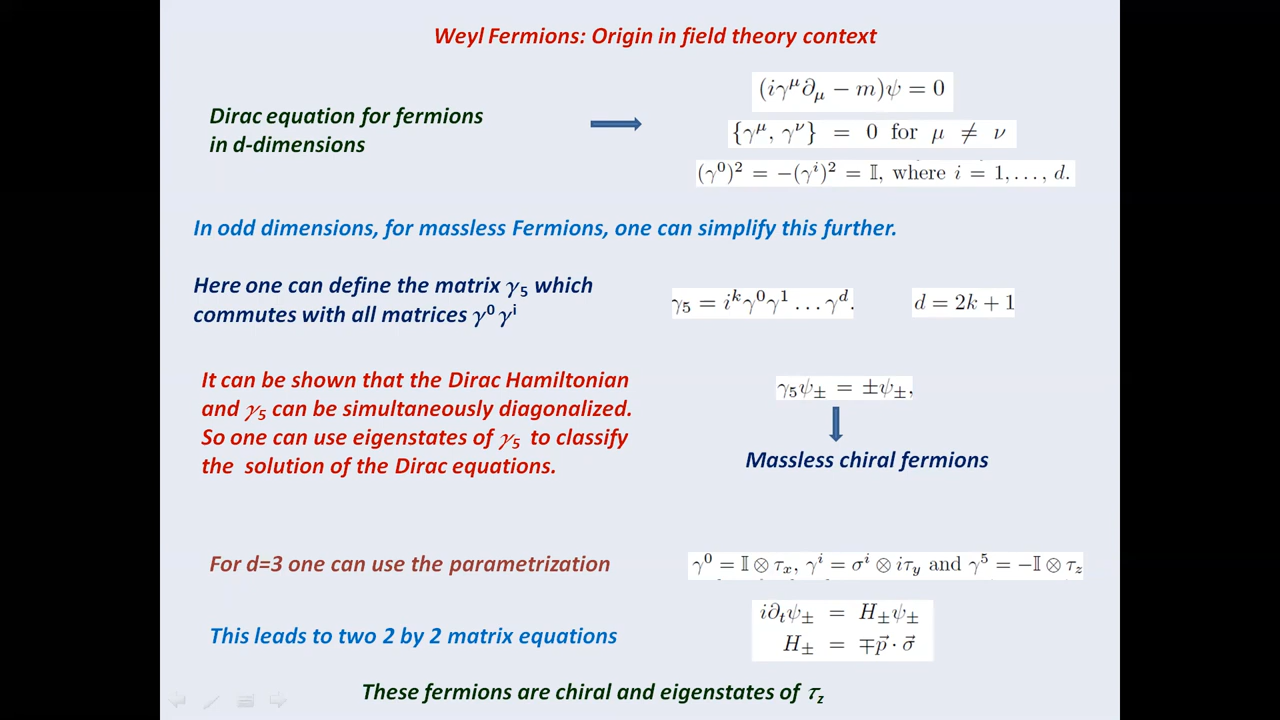 Weyl Fermions: Origin in field theory context
Dirac equation for fermions
in d-dimensions
(iγ^μ ∂_μ − m)ψ = 0
{γ^μ, γ^ν} = 0 for μ ≠ ν
(γ^0)^2 = −(γ^i)^2 = 𝕀, where i = 1, . . . , d.
In odd dimensions, for massless Fermions, one can simplify this further.
Here one can define the matrix γ_5 which
commutes with all matrices γ^0 γ^i
γ_5 = i^k γ^0 γ^1 . . . γ^d.
d = 2k + 1
It can be shown that the Dirac Hamiltonian
and γ_5 can be simultaneously diagonalized.
So one can use eigenstates of γ_5 to classify
the solution of the Dirac equations.
γ_5 ψ_± = ±ψ_±,
Massless chiral fermions
For d=3 one can use the parametrization
γ^0 = 𝕀 ⊗ τ_x, γ^i = σ^i ⊗ iτ_y and γ^5 = −𝕀 ⊗ τ_z
This leads to two 2 by 2 matrix equations
i∂_t ψ_± = H_± ψ_±
H_± = ∓p⃗ · σ⃗
These fermions are chiral and eigenstates of τ_z